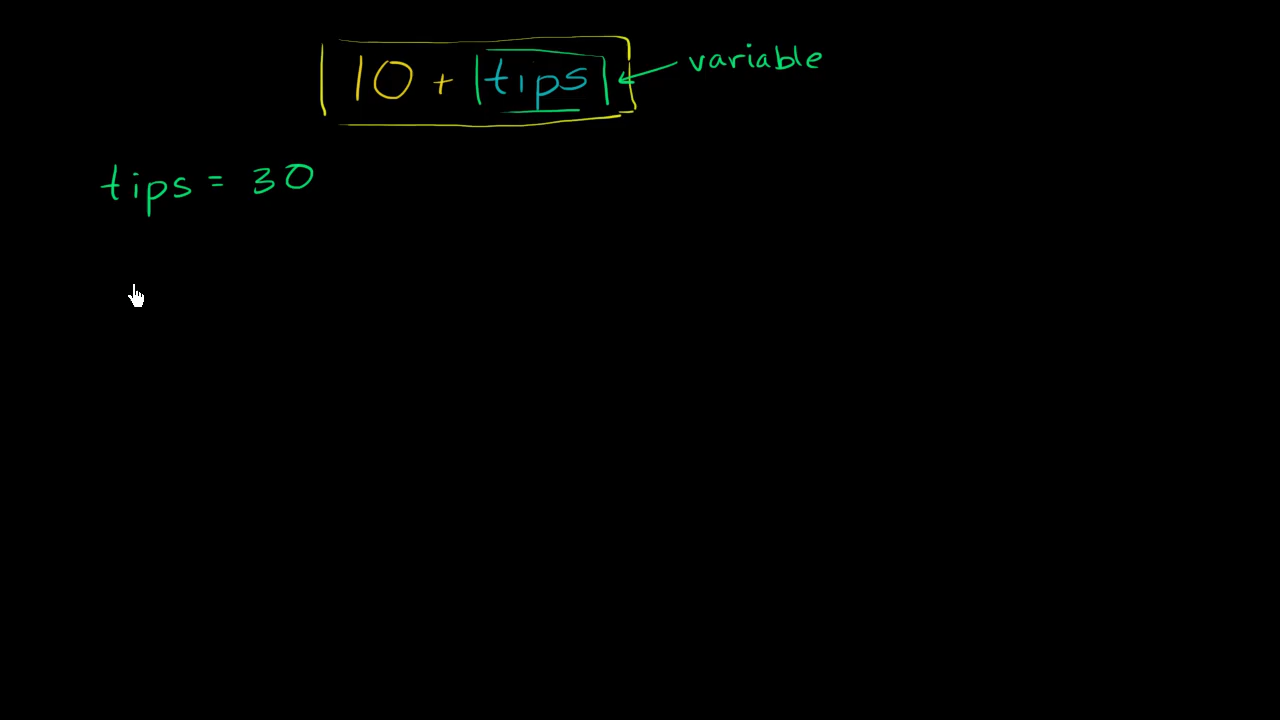 10 + tips
variable
tips = 30